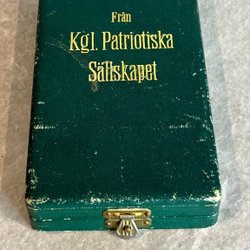 Från
Kgl. Patriotiska
Sällskapet